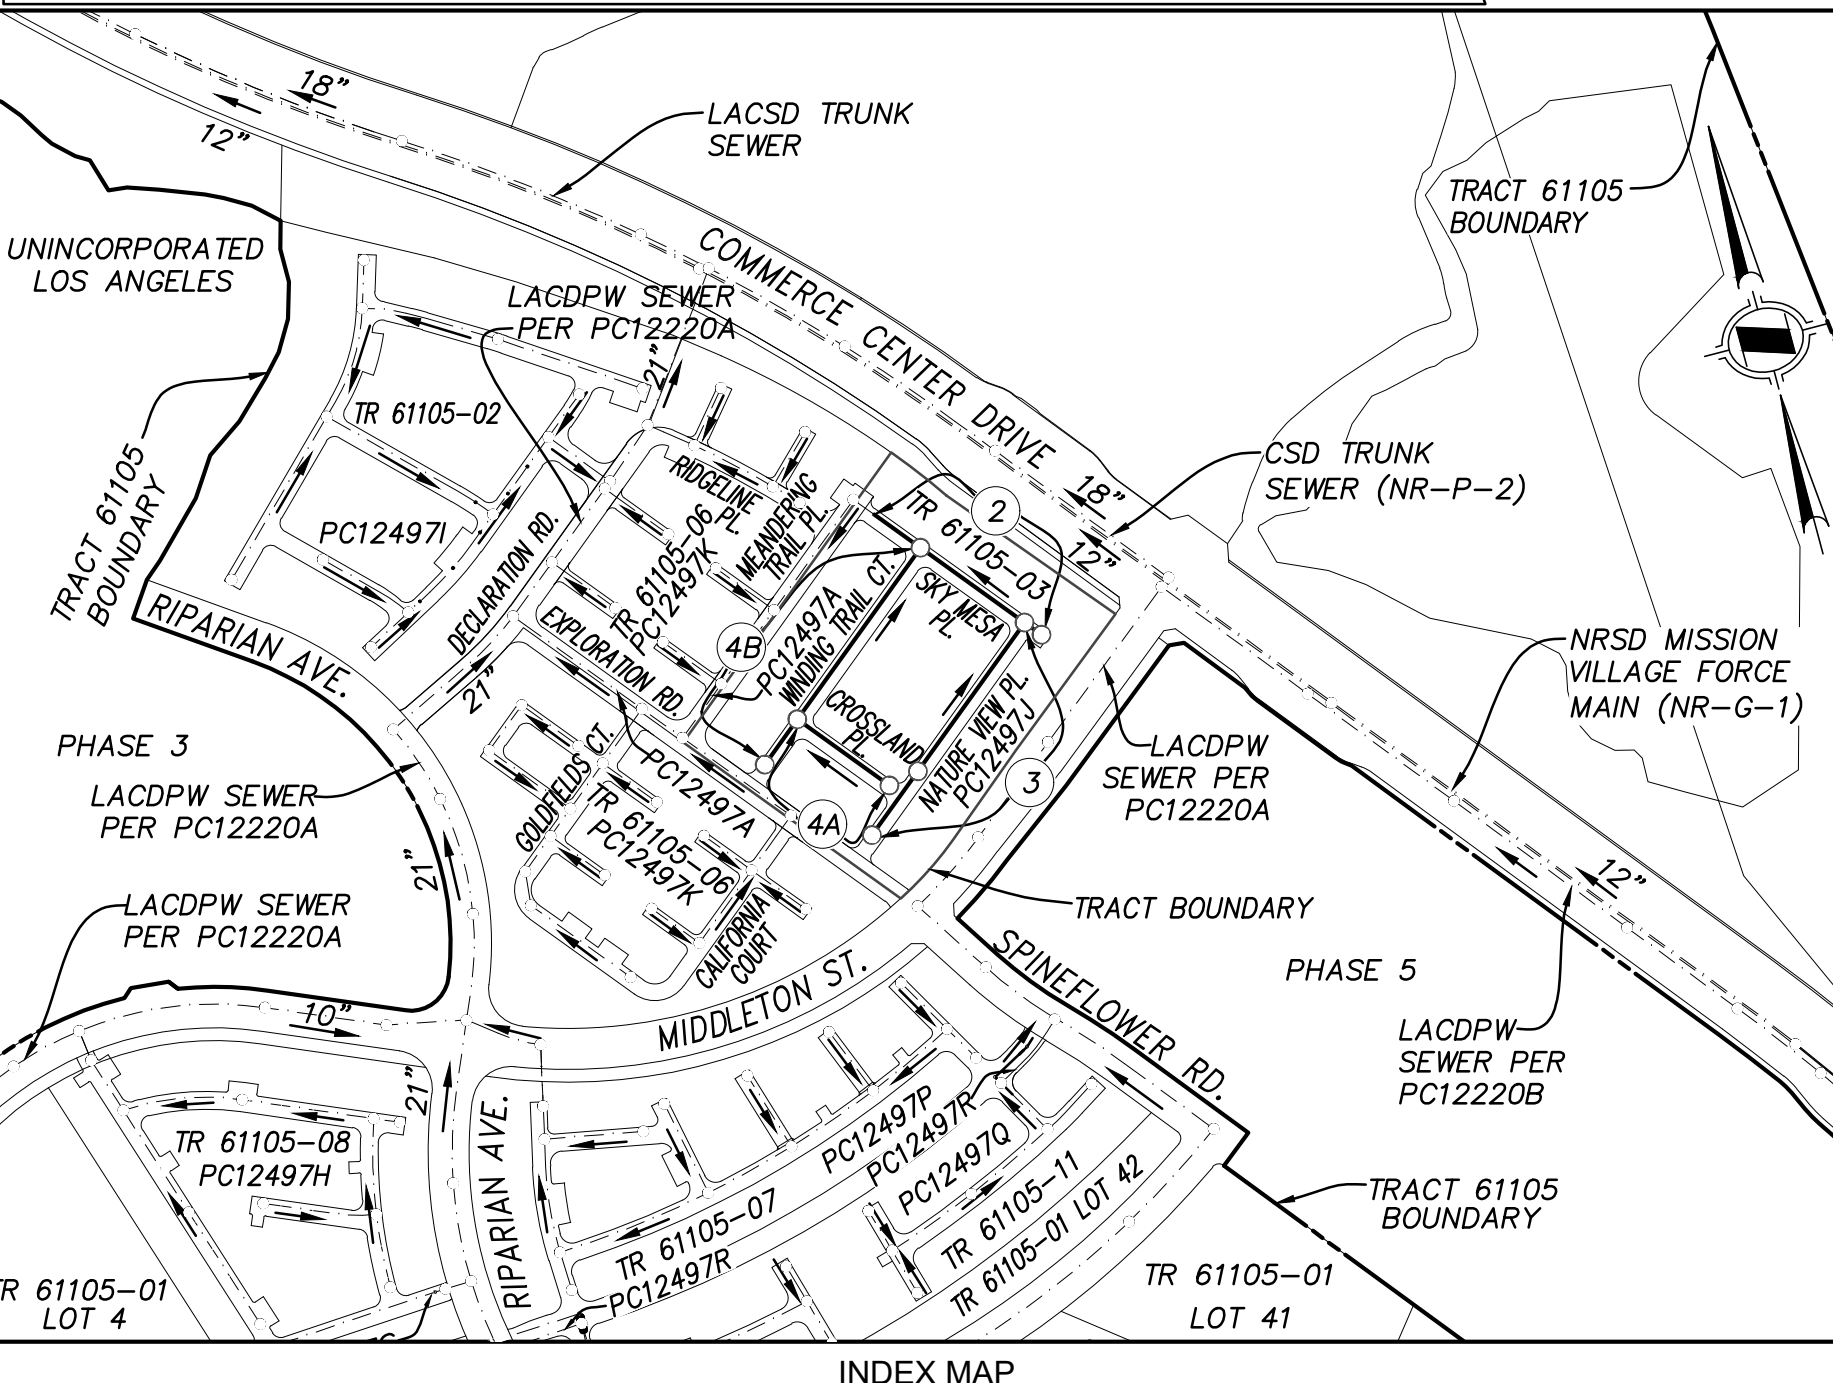 18"
12"
LACSD TRUNK
SEWER
TRACT 61105
BOUNDARY
UNINCORPORATED
LOS ANGELES
COMMERCE CENTER DRIVE
LACDPW SEWER
PER PC12220A
21"
TR 61105-02
PC12497I
TRACT 61105
BOUNDARY
RIDGELINE
PL.
MEANDERING
TRAIL PL.
TR 61105-06
PC12497K
DECLARATION RD.
EXPLORATION RD.
TR 61105-03
2
18"
12"
CSD TRUNK
SEWER (NR-P-2)
SKY MESA
PL.
PC12497A
WINDING TRAIL CT.
4B
CROSSLAND
PL.
NATURE VIEW PL.
PC12497J
3
4A
NRSD MISSION
VILLAGE FORCE
MAIN (NR-G-1)
LACDPW
SEWER PER
PC12220A
RIPARIAN AVE.
21"
PHASE 3
LACDPW SEWER
PER PC12220A
21"
GOLDFIELDS CT.
PC12497A
TR 61105-06
PC12497K
CALIFORNIA
COURT
LACDPW SEWER
PER PC12220A
TRACT BOUNDARY
12"
PHASE 5
MIDDLETON ST.
SPINEFLOWER RD.
10"
21"
LACDPW
SEWER PER
PC12220B
TR 61105-08
PC12497H
RIPARIAN AVE.
PC12497P
PC12497R
PC12497Q
TR 61105-11
TR 61105-01 LOT 42
TR 61105-07
PC12497R
TRACT 61105
BOUNDARY
TR 61105-01
LOT 4
TR 61105-01
LOT 41
INDEX MAP